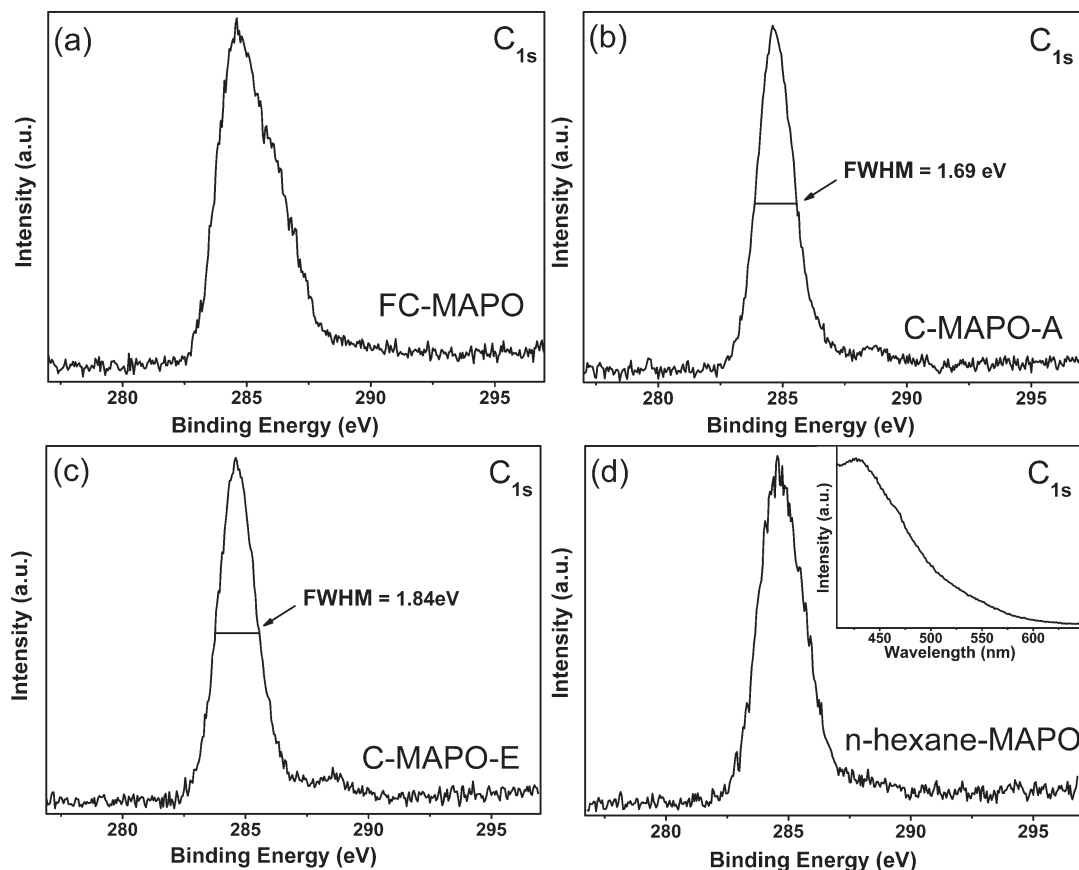 (a)
C1s
Intensity (a.u.)
FC-MAPO
280 285 290 295
Binding Energy (eV)
(b)
C1s
Intensity (a.u.)
FWHM = 1.69 eV
C-MAPO-A
280 285 290 295
Binding Energy (eV)
(c)
C1s
Intensity (a.u.)
FWHM = 1.84eV
C-MAPO-E
280 285 290 295
Binding Energy (eV)
(d)
C1s
Intensity (a.u.)
Intensity (a.u.)
450 500 550 600
Wavelength (nm)
n-hexane-MAPO
280 285 290 295
Binding Energy (eV)